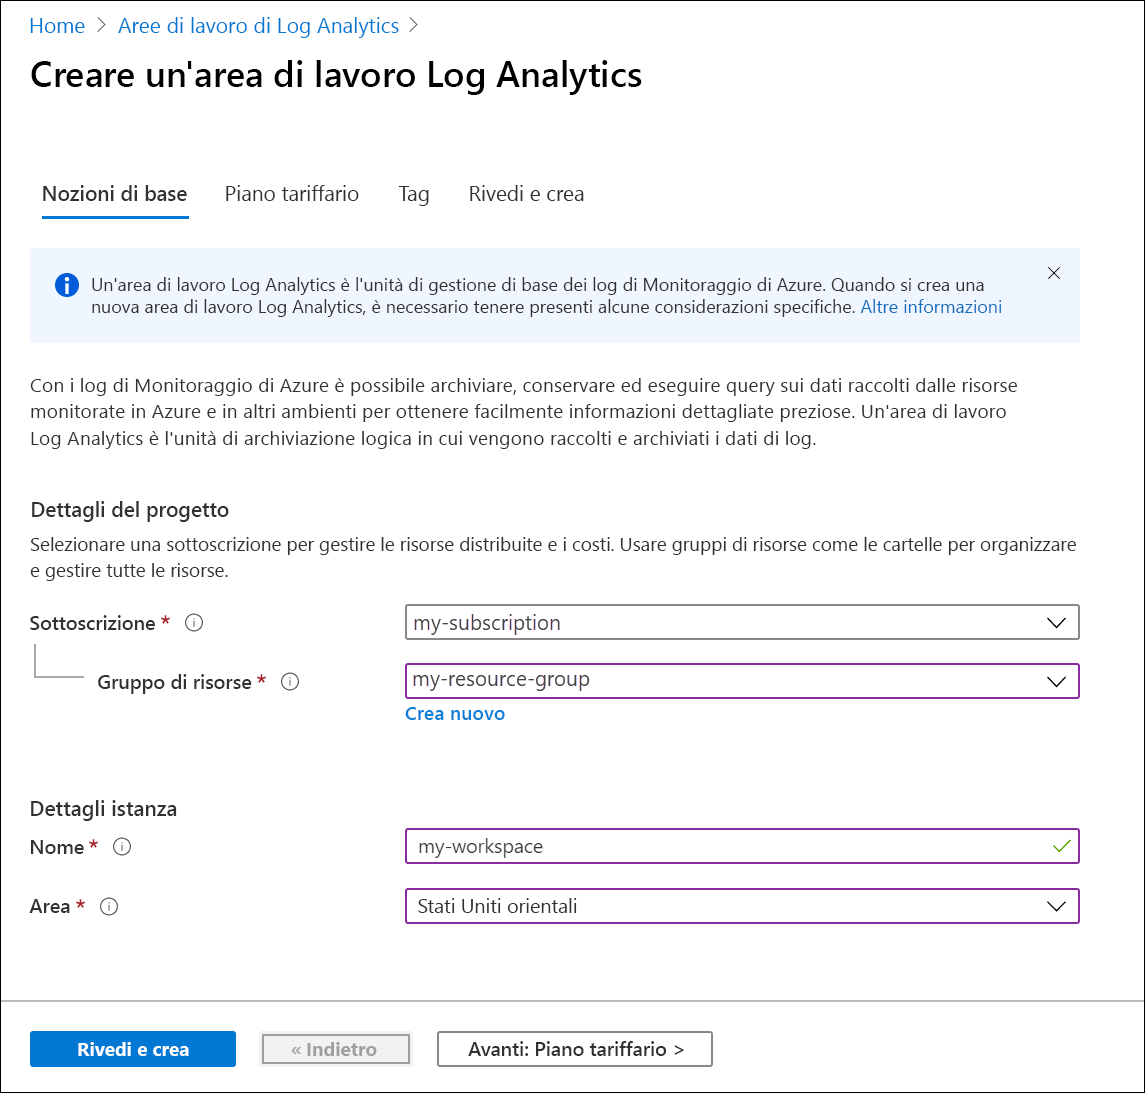 Home > Aree di lavoro di Log Analytics >
Creare un'area di lavoro Log Analytics
Nozioni di base Piano tariffario Tag Rivedi e crea
Un'area di lavoro Log Analytics è l'unità di gestione di base dei log di Monitoraggio di Azure. Quando si crea una
nuova area di lavoro Log Analytics, è necessario tenere presenti alcune considerazioni specifiche. Altre informazioni
Con i log di Monitoraggio di Azure è possibile archiviare, conservare ed eseguire query sui dati raccolti dalle risorse
monitorate in Azure e in altri ambienti per ottenere facilmente informazioni dettagliate preziose. Un'area di lavoro
Log Analytics è l'unità di archiviazione logica in cui vengono raccolti e archiviati i dati di log.
Dettagli del progetto
Selezionare una sottoscrizione per gestire le risorse distribuite e i costi. Usare gruppi di risorse come le cartelle per organizzare
e gestire tutte le risorse.
Sottoscrizione * my-subscription
Gruppo di risorse * my-resource-group
Crea nuovo
Dettagli istanza
Nome * my-workspace
Area * Stati Uniti orientali
Rivedi e crea « Indietro Avanti: Piano tariffario >